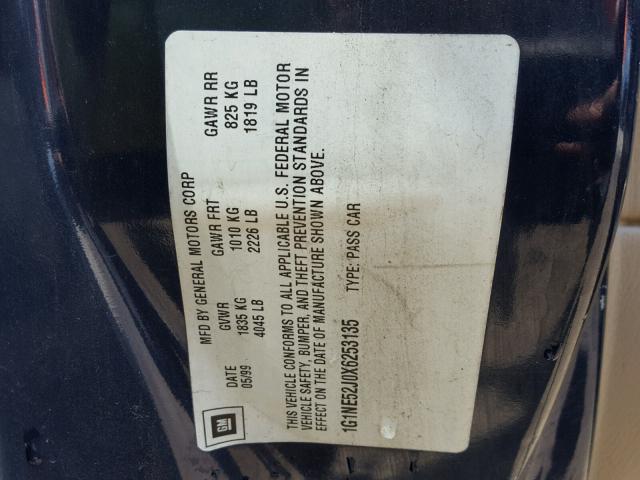 GM
MFD BY GENERAL MOTORS CORP
DATE GVWR GAWR FRT GAWR RR
05/99 1835 KG 1010 KG 825 KG
4045 LB 2226 LB 1819 LB
THIS VEHICLE CONFORMS TO ALL APPLICABLE U.S. FEDERAL MOTOR
VEHICLE SAFETY, BUMPER, AND THEFT PREVENTION STANDARDS IN
EFFECT ON THE DATE OF MANUFACTURE SHOWN ABOVE.
1G1NE52J0X6253135 TYPE: PASS CAR